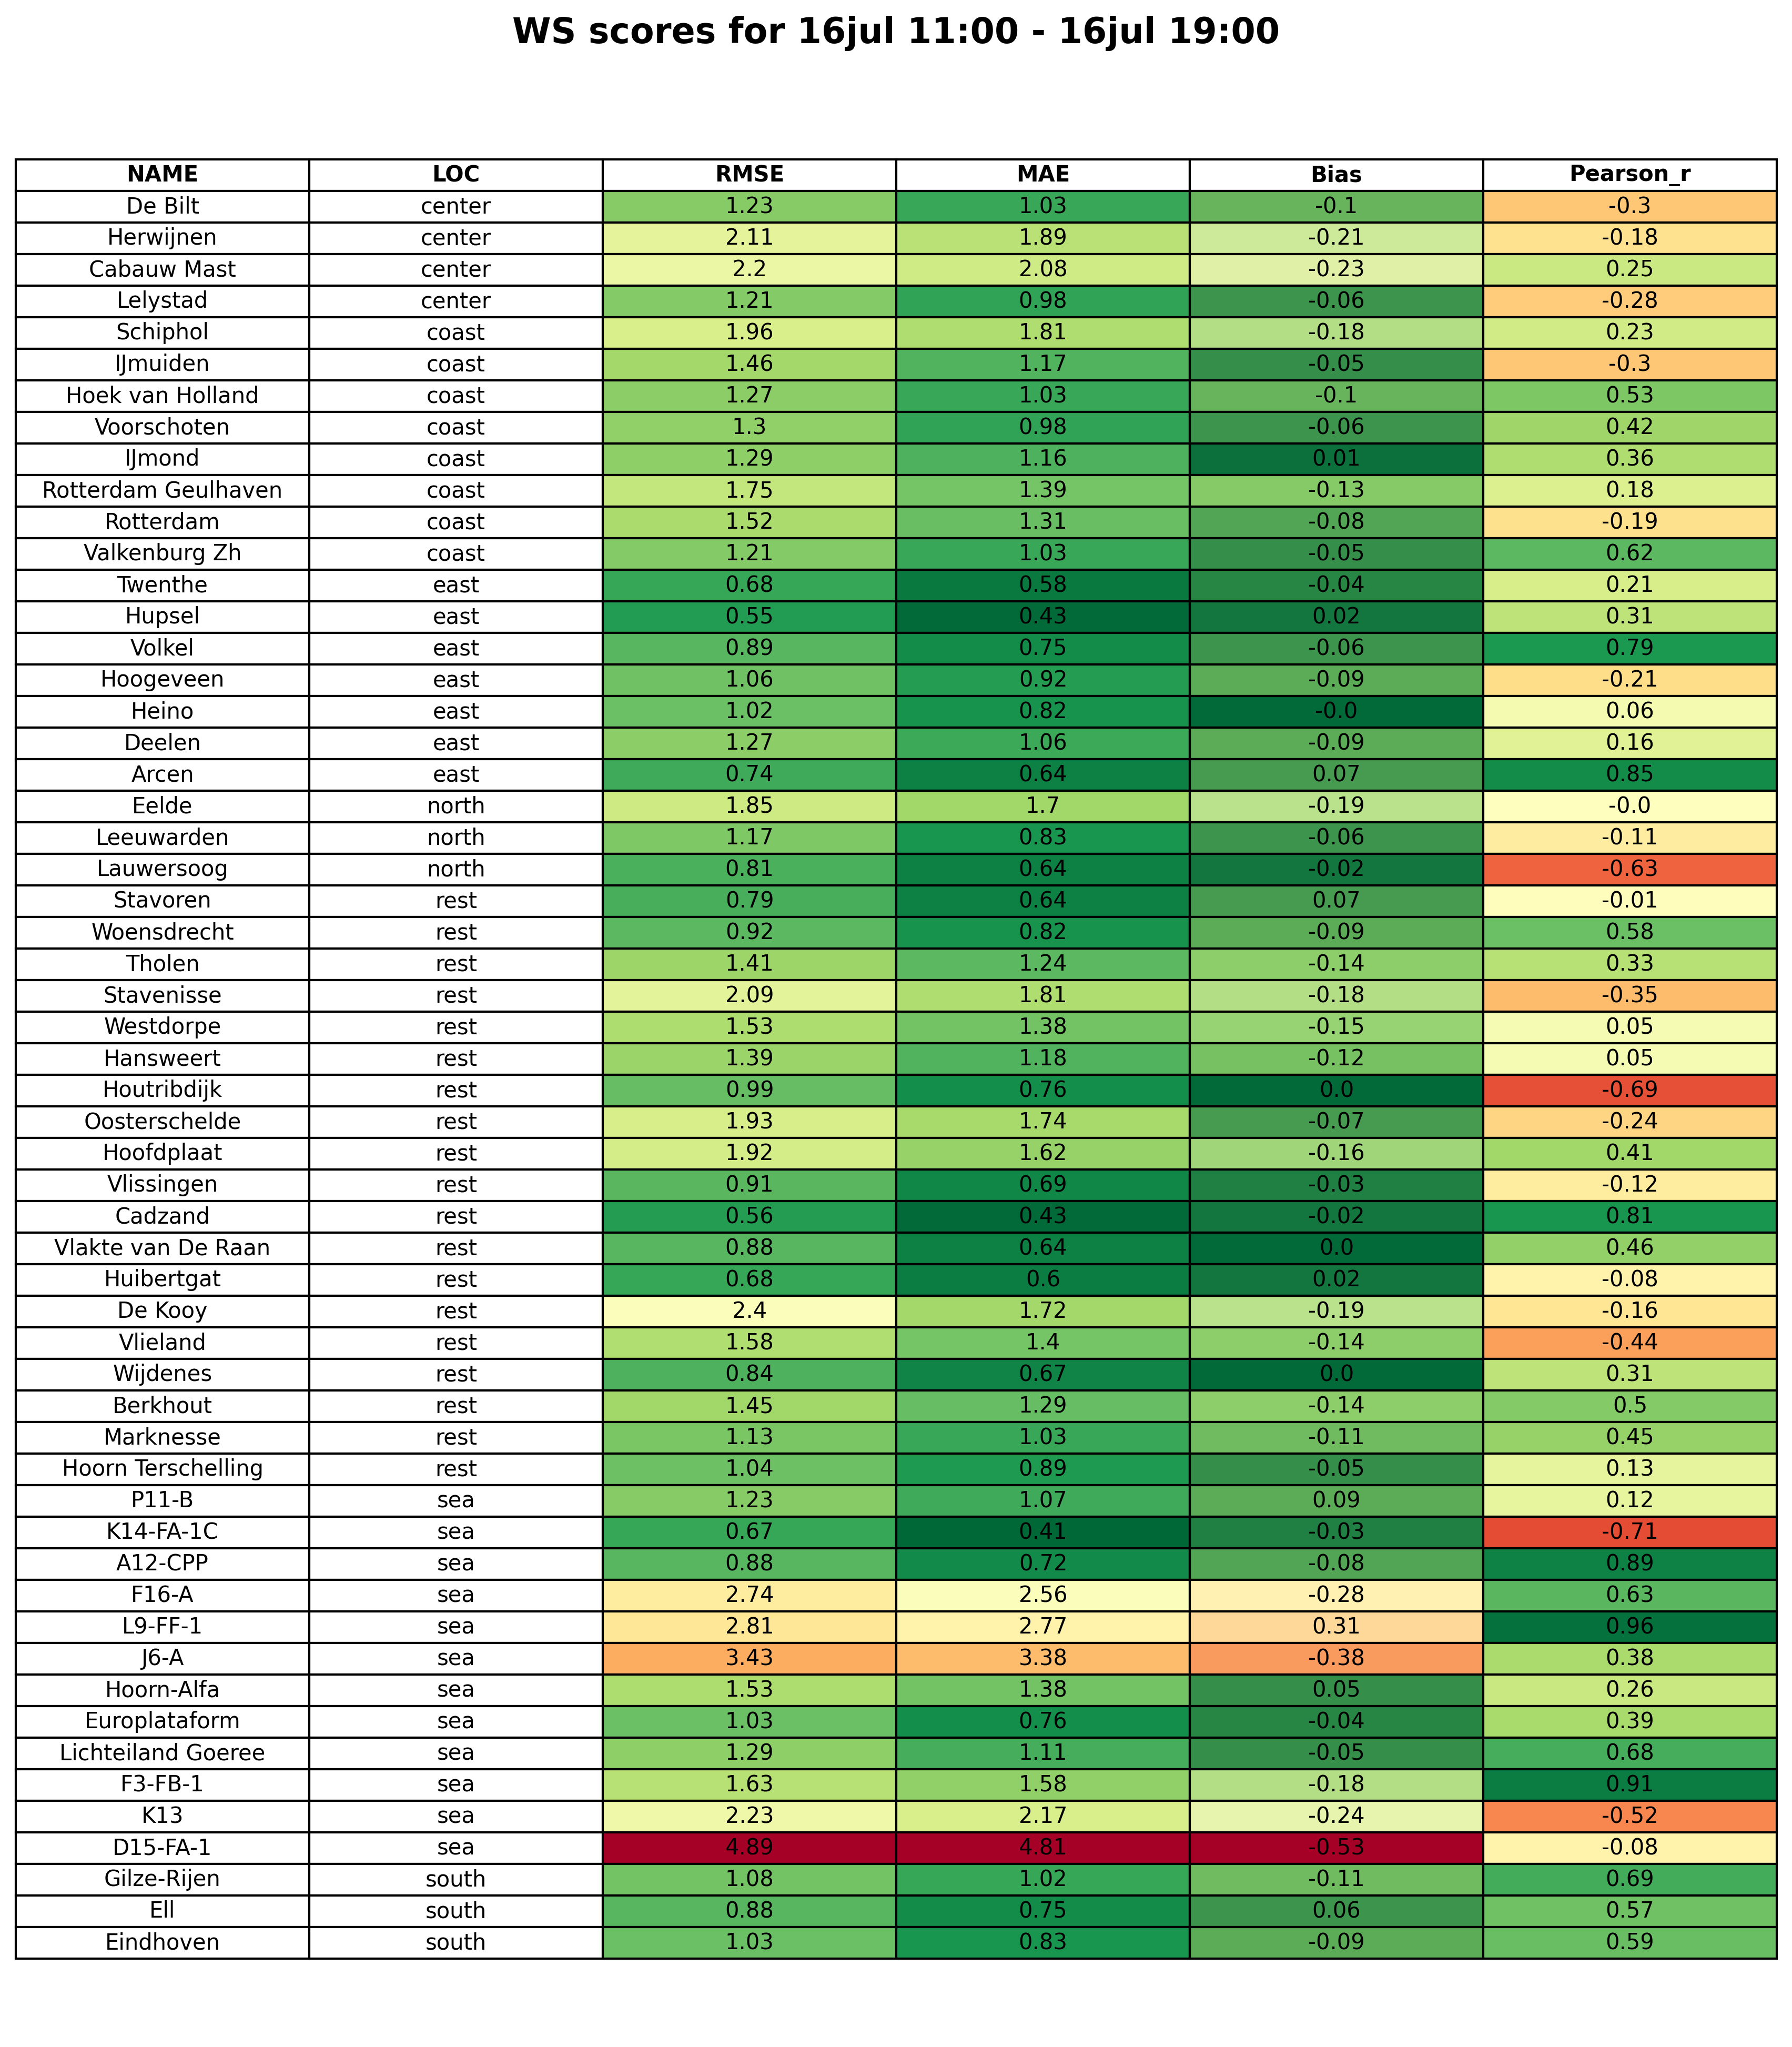 WS scores for 16jul 11:00 - 16jul 19:00
NAME LOC RMSE MAE Bias Pearson_r
De Bilt center 1.23 1.03 -0.1 -0.3
Herwijnen center 2.11 1.89 -0.21 -0.18
Cabauw Mast center 2.2 2.08 -0.23 0.25
Lelystad center 1.21 0.98 -0.06 -0.28
Schiphol coast 1.96 1.81 -0.18 0.23
IJmuiden coast 1.46 1.17 -0.05 -0.3
Hoek van Holland coast 1.27 1.03 -0.1 0.53
Voorschoten coast 1.3 0.98 -0.06 0.42
IJmond coast 1.29 1.16 0.01 0.36
Rotterdam Geulhaven coast 1.75 1.39 -0.13 0.18
Rotterdam coast 1.52 1.31 -0.08 -0.19
Valkenburg Zh coast 1.21 1.03 -0.05 0.62
Twenthe east 0.68 0.58 -0.04 0.21
Hupsel east 0.55 0.43 0.02 0.31
Volkel east 0.89 0.75 -0.06 0.79
Hoogeveen east 1.06 0.92 -0.09 -0.21
Heino east 1.02 0.82 -0.0 0.06
Deelen east 1.27 1.06 -0.09 0.16
Arcen east 0.74 0.64 0.07 0.85
Eelde north 1.85 1.7 -0.19 -0.0
Leeuwarden north 1.17 0.83 -0.06 -0.11
Lauwersoog north 0.81 0.64 -0.02 -0.63
Stavoren rest 0.79 0.64 0.07 -0.01
Woensdrecht rest 0.92 0.82 -0.09 0.58
Tholen rest 1.41 1.24 -0.14 0.33
Stavenisse rest 2.09 1.81 -0.18 -0.35
Westdorpe rest 1.53 1.38 -0.15 0.05
Hansweert rest 1.39 1.18 -0.12 0.05
Houtribdijk rest 0.99 0.76 0.0 -0.69
Oosterschelde rest 1.93 1.74 -0.07 -0.24
Hoofdplaat rest 1.92 1.62 -0.16 0.41
Vlissingen rest 0.91 0.69 -0.03 -0.12
Cadzand rest 0.56 0.43 -0.02 0.81
Vlakte van De Raan rest 0.88 0.64 0.0 0.46
Huibertgat rest 0.68 0.6 0.02 -0.08
De Kooy rest 2.4 1.72 -0.19 -0.16
Vlieland rest 1.58 1.4 -0.14 -0.44
Wijdenes rest 0.84 0.67 0.0 0.31
Berkhout rest 1.45 1.29 -0.14 0.5
Marknesse rest 1.13 1.03 -0.11 0.45
Hoorn Terschelling rest 1.04 0.89 -0.05 0.13
P11-B sea 1.23 1.07 0.09 0.12
K14-FA-1C sea 0.67 0.41 -0.03 -0.71
A12-CPP sea 0.88 0.72 -0.08 0.89
F16-A sea 2.74 2.56 -0.28 0.63
L9-FF-1 sea 2.81 2.77 0.31 0.96
J6-A sea 3.43 3.38 -0.38 0.38
Hoorn-Alfa sea 1.53 1.38 0.05 0.26
Europlataform sea 1.03 0.76 -0.04 0.39
Lichteiland Goeree sea 1.29 1.11 -0.05 0.68
F3-FB-1 sea 1.63 1.58 -0.18 0.91
K13 sea 2.23 2.17 -0.24 -0.52
D15-FA-1 sea 4.89 4.81 -0.53 -0.08
Gilze-Rijen south 1.08 1.02 -0.11 0.69
Ell south 0.88 0.75 0.06 0.57
Eindhoven south 1.03 0.83 -0.09 0.59